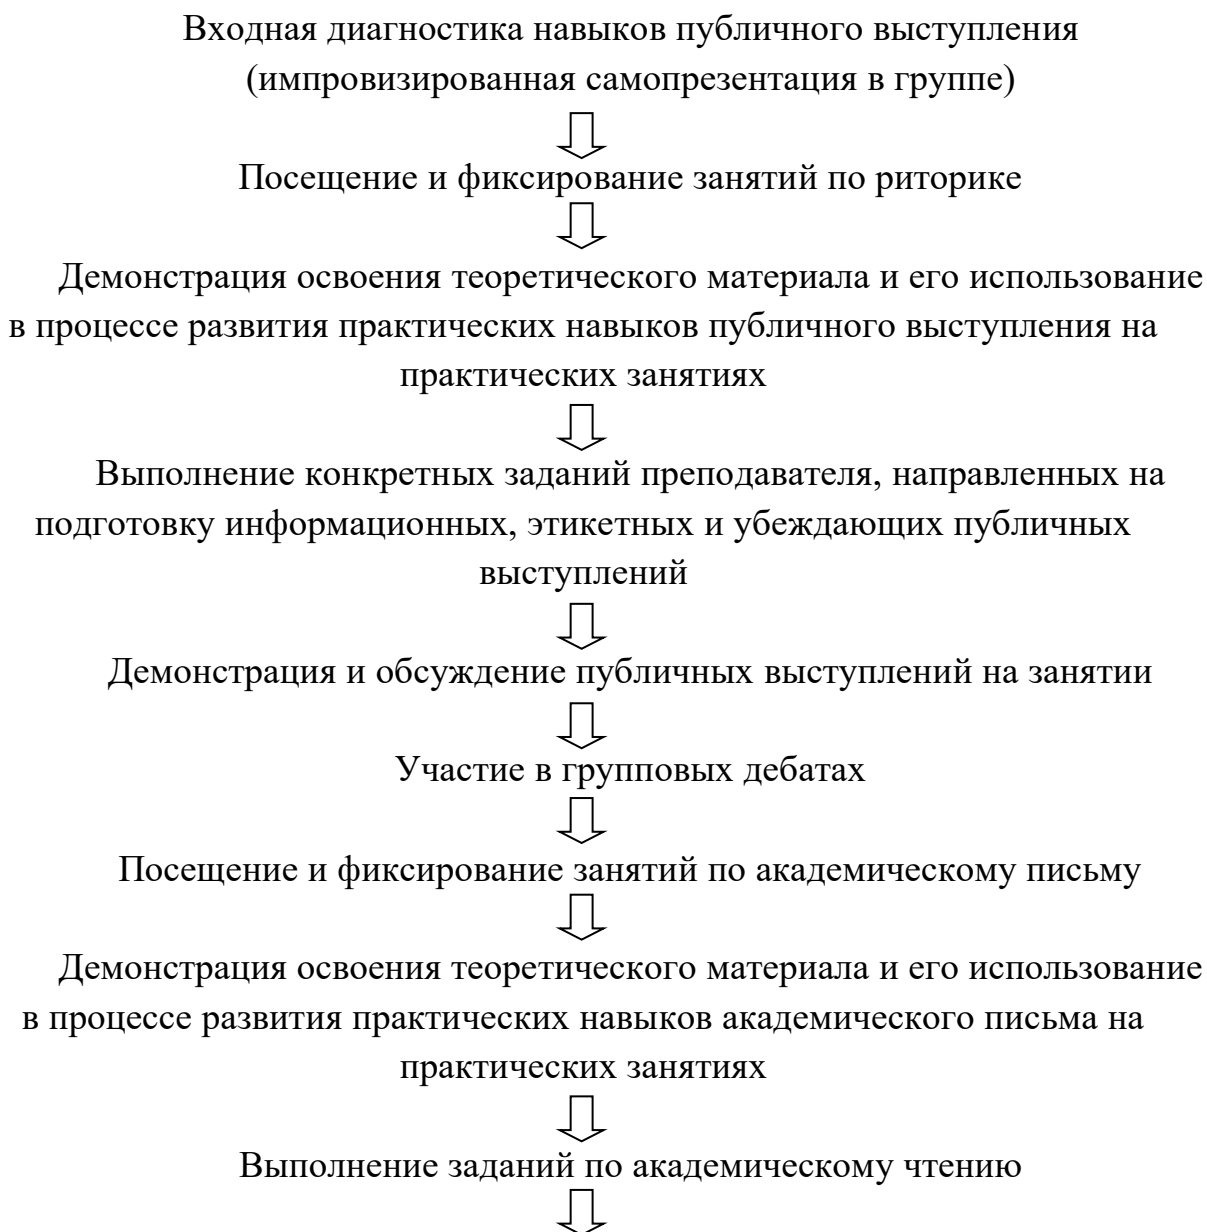 Входная диагностика навыков публичного выступления
(импровизированная самопрезентация в группе)
Посещение и фиксирование занятий по риторике
Демонстрация освоения теоретического материала и его использование
в процессе развития практических навыков публичного выступления на
практических занятиях
Выполнение конкретных заданий преподавателя, направленных на
подготовку информационных, этикетных и убеждающих публичных
выступлений
Демонстрация и обсуждение публичных выступлений на занятии
Участие в групповых дебатах
Посещение и фиксирование занятий по академическому письму
Демонстрация освоения теоретического материала и его использование
в процессе развития практических навыков академического письма на
практических занятиях
Выполнение заданий по академическому чтению